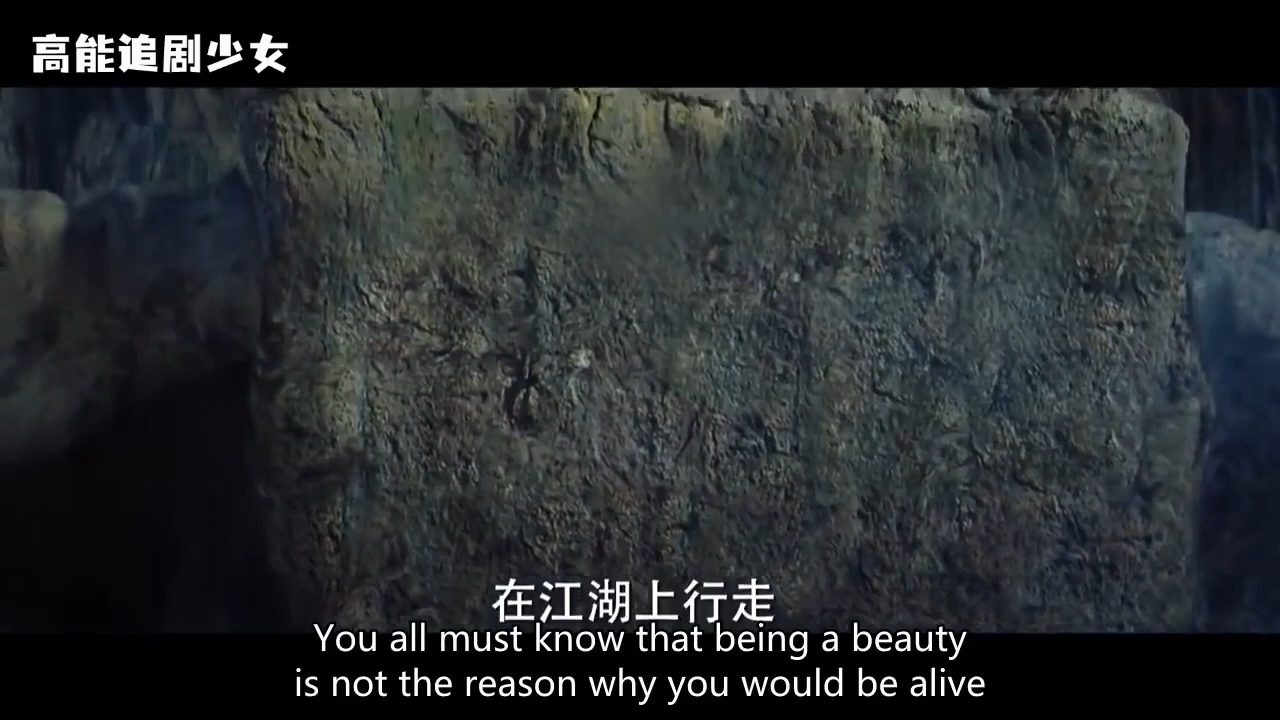 高能追剧少女
在江湖上行走
You all must know that being a beauty
is not the reason why you would be alive